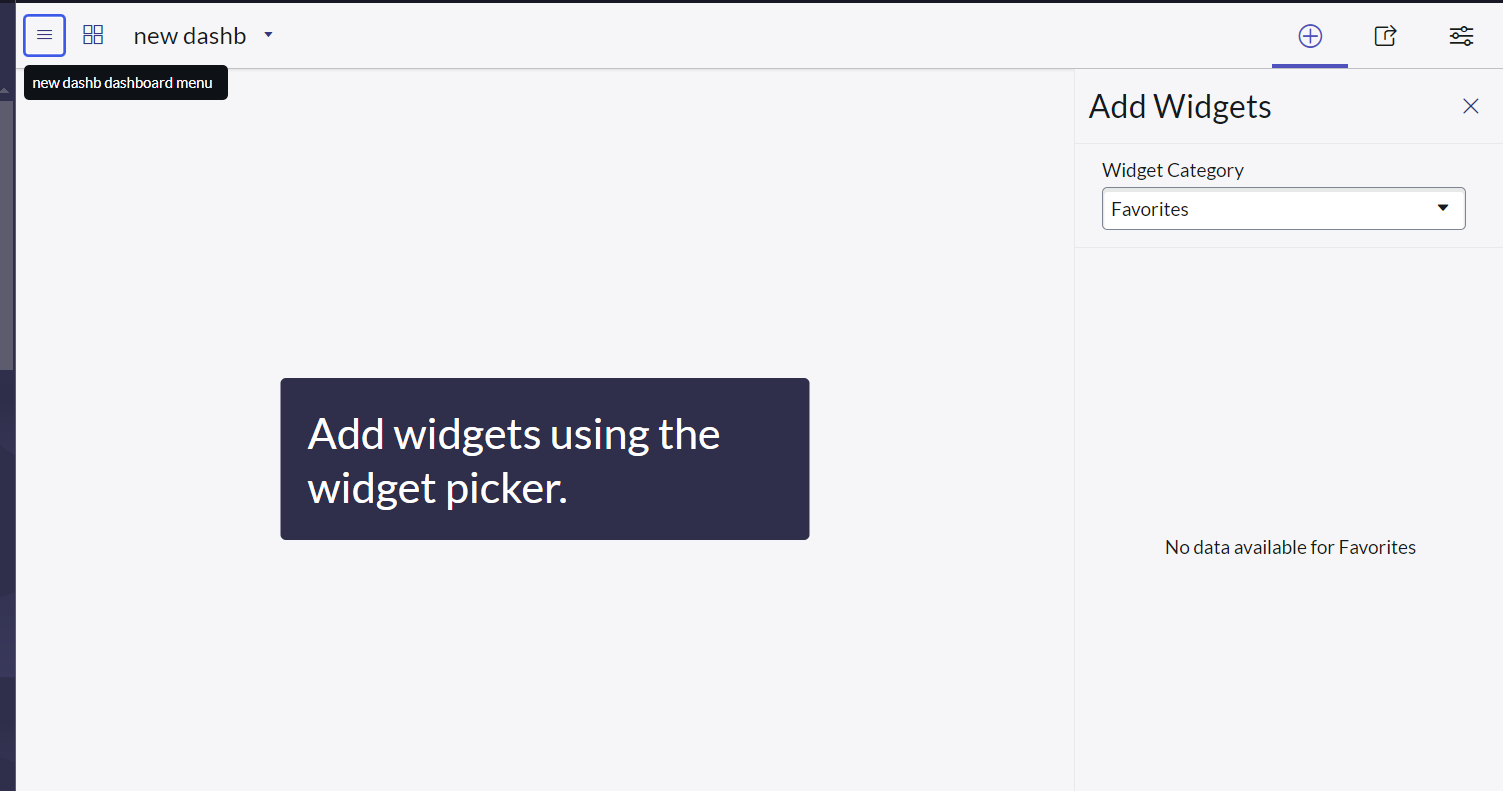 new dashb
new dashb dashboard menu
Add Widgets
Widget Category
Favorites
Add widgets using the
widget picker.
No data available for Favorites